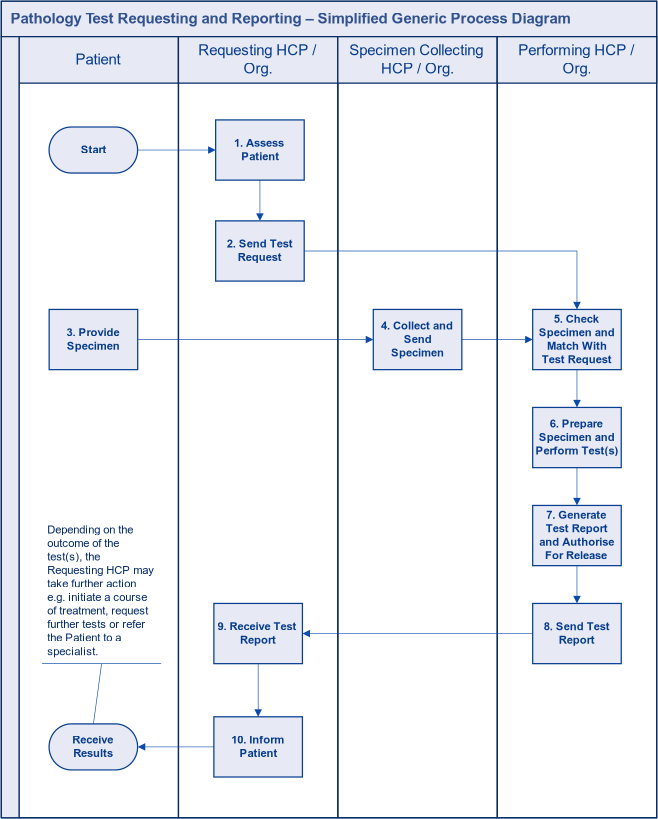 Pathology Test Requesting and Reporting – Simplified Generic Process Diagram
Patient
Requesting HCP /
Org.
Specimen Collecting
HCP / Org.
Performing HCP /
Org.
Start
1. Assess
Patient
2. Send Test
Request
3. Provide
Specimen
4. Collect and
Send
Specimen
5. Check
Specimen and
Match With
Test Request
6. Prepare
Specimen and
Perform Test(s)
7. Generate
Test Report
and Authorise
For Release
8. Send Test
Report
9. Receive Test
Report
10. Inform
Patient
Receive
Results
Depending on the
outcome of the
test(s), the
Requesting HCP may
take further action
e.g. initiate a course
of treatment, request
further tests or refer
the Patient to a
specialist.